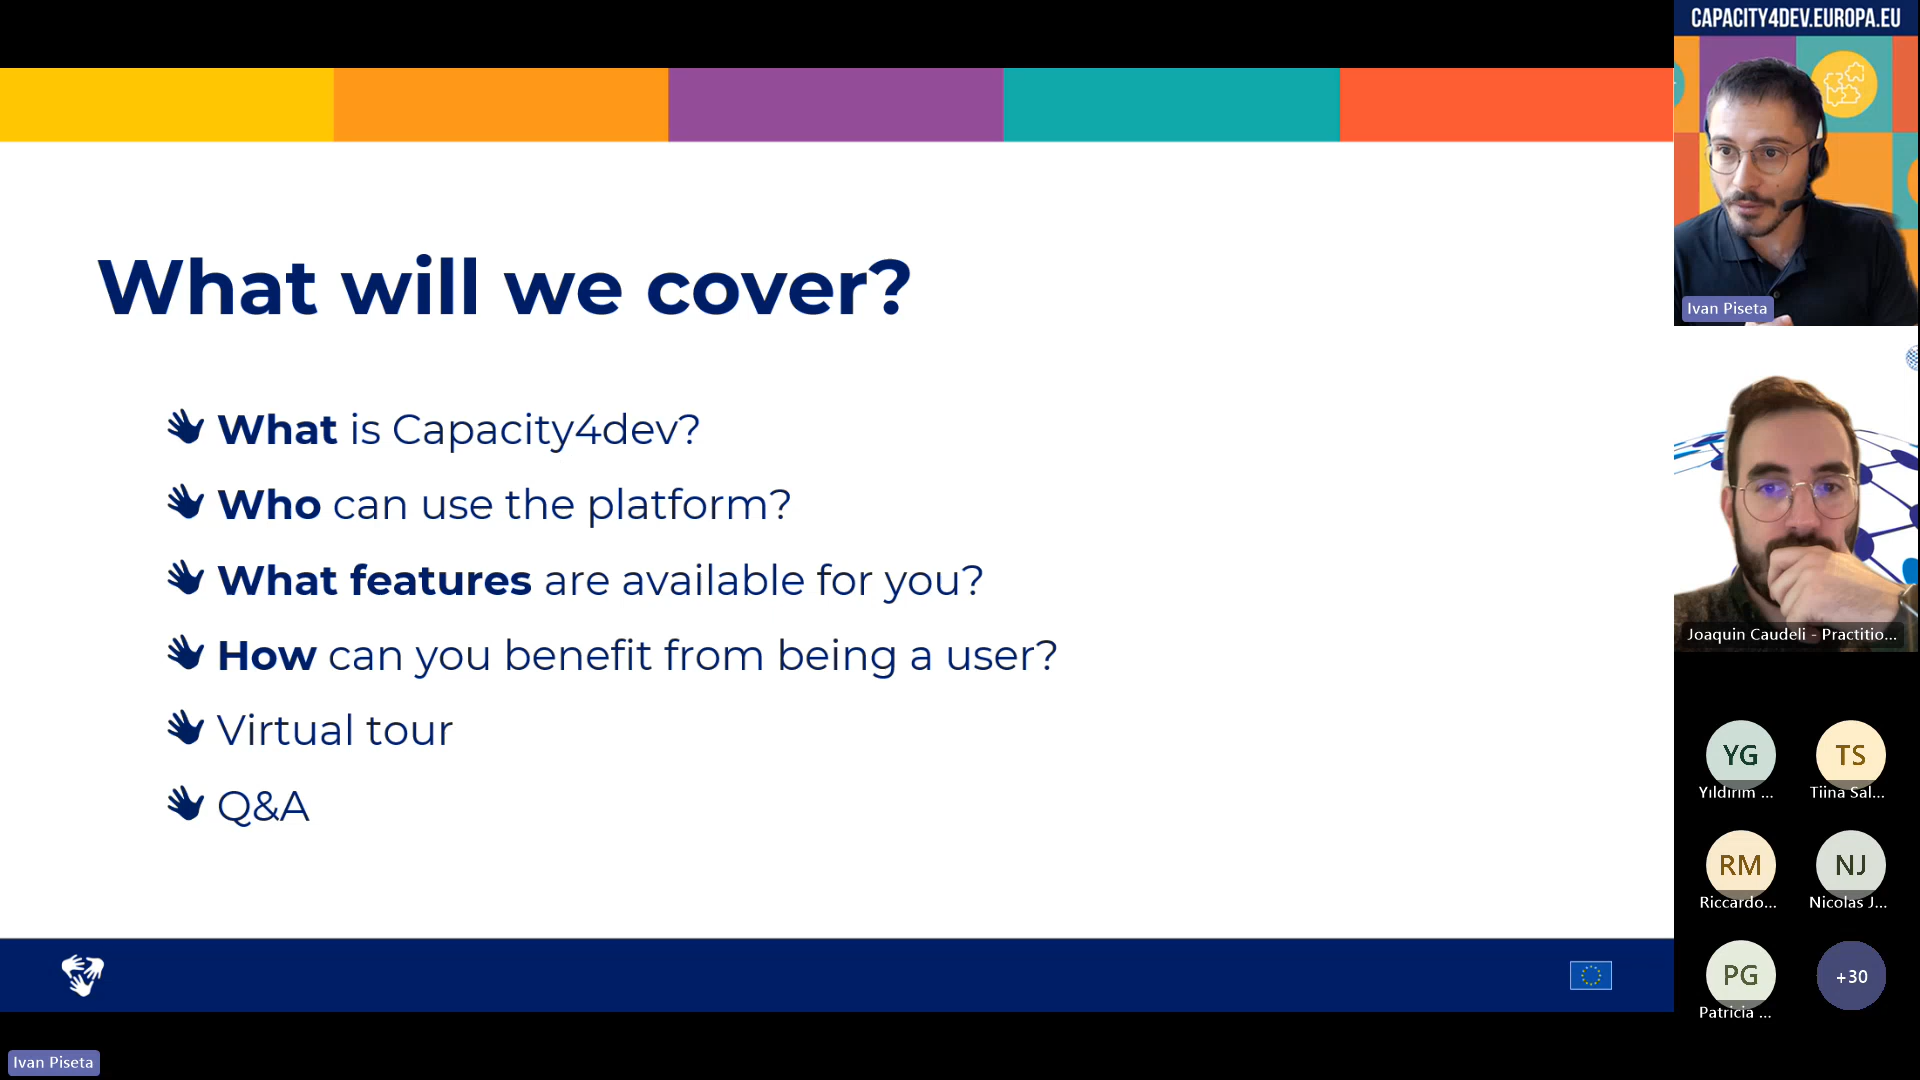 CAPACITY4DEV.EUROPA.EU
What will we cover?
What is Capacity4dev?
Who can use the platform?
What features are available for you?
How can you benefit from being a user?
Virtual tour
Q&A
Ivan Piseta
Joaquin Caudeli - Practitio...
YG
Yıldırım ...
TS
Tiina Sal...
RM
Riccardo...
NJ
Nicolas J...
PG
Patricia ...
+30
Ivan Piseta